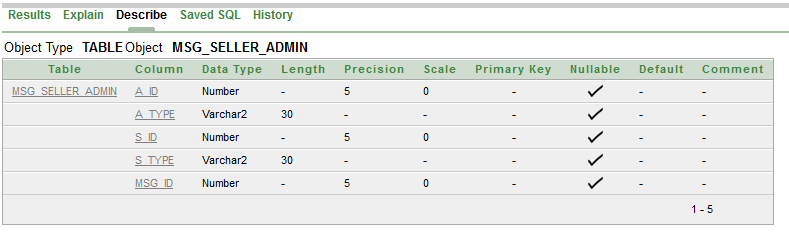 Results Explain Describe Saved SQL History
Object Type TABLE Object MSG_SELLER_ADMIN
Table Column Data Type Length Precision Scale Primary Key Nullable Default Comment
MSG_SELLER_ADMIN A_ID Number - 5 0 - - -
A_TYPE Varchar2 30 - - - - -
S_ID Number - 5 0 - - -
S_TYPE Varchar2 30 - - - - -
MSG_ID Number - 5 0 - - -
1 - 5